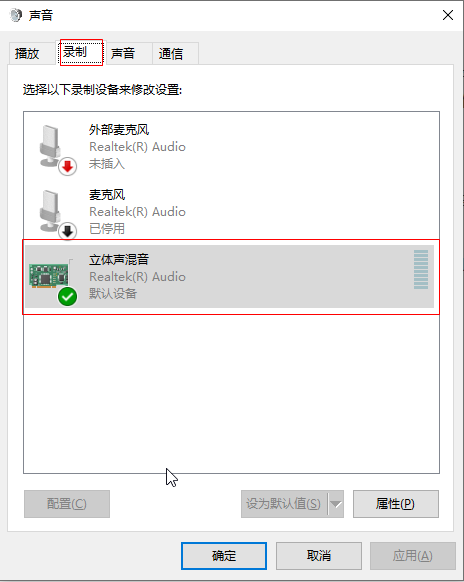 声音
播放
录制
声音
通信
选择以下录制设备来修改设置:
外部麦克风
Realtek(R) Audio
未插入
麦克风
Realtek(R) Audio
已停用
立体声混音
Realtek(R) Audio
默认设备
配置(C)
设为默认值(S)
属性(P)
确定
取消
应用(A)